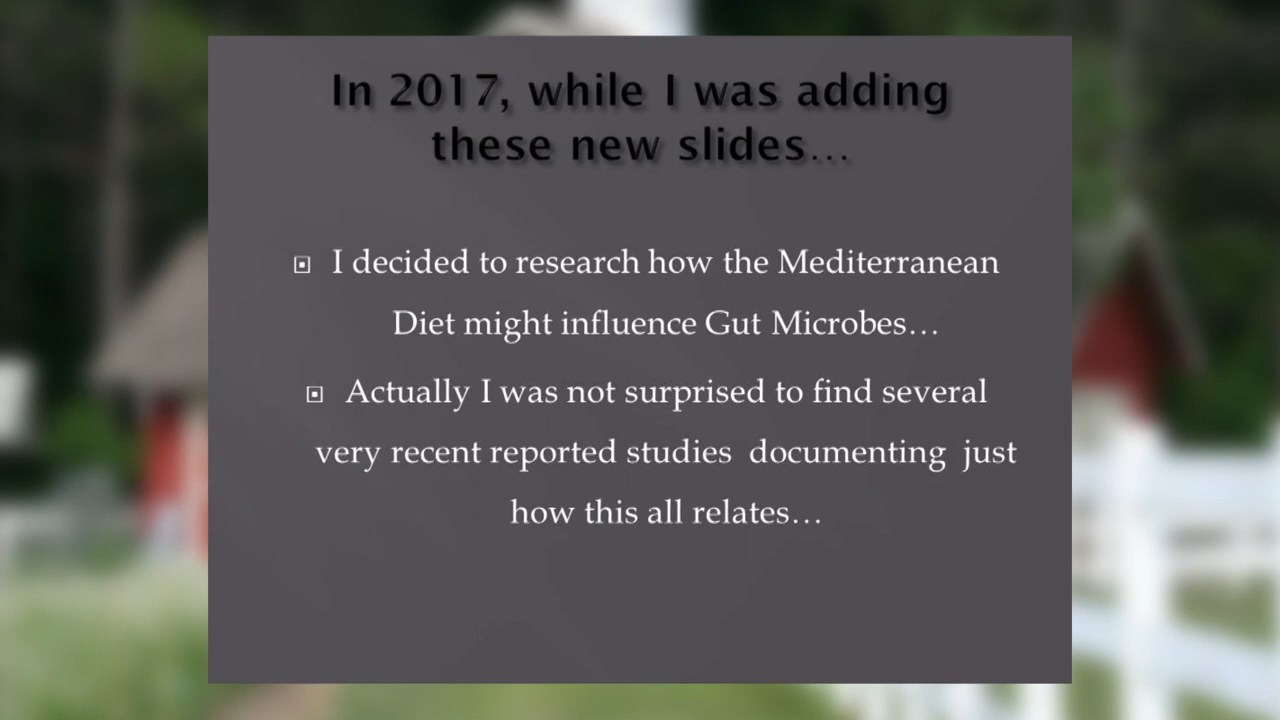 In 2017, while I was adding
these new slides...
I decided to research how the Mediterranean
Diet might influence Gut Microbes...
Actually I was not surprised to find several
very recent reported studies documenting just
how this all relates...